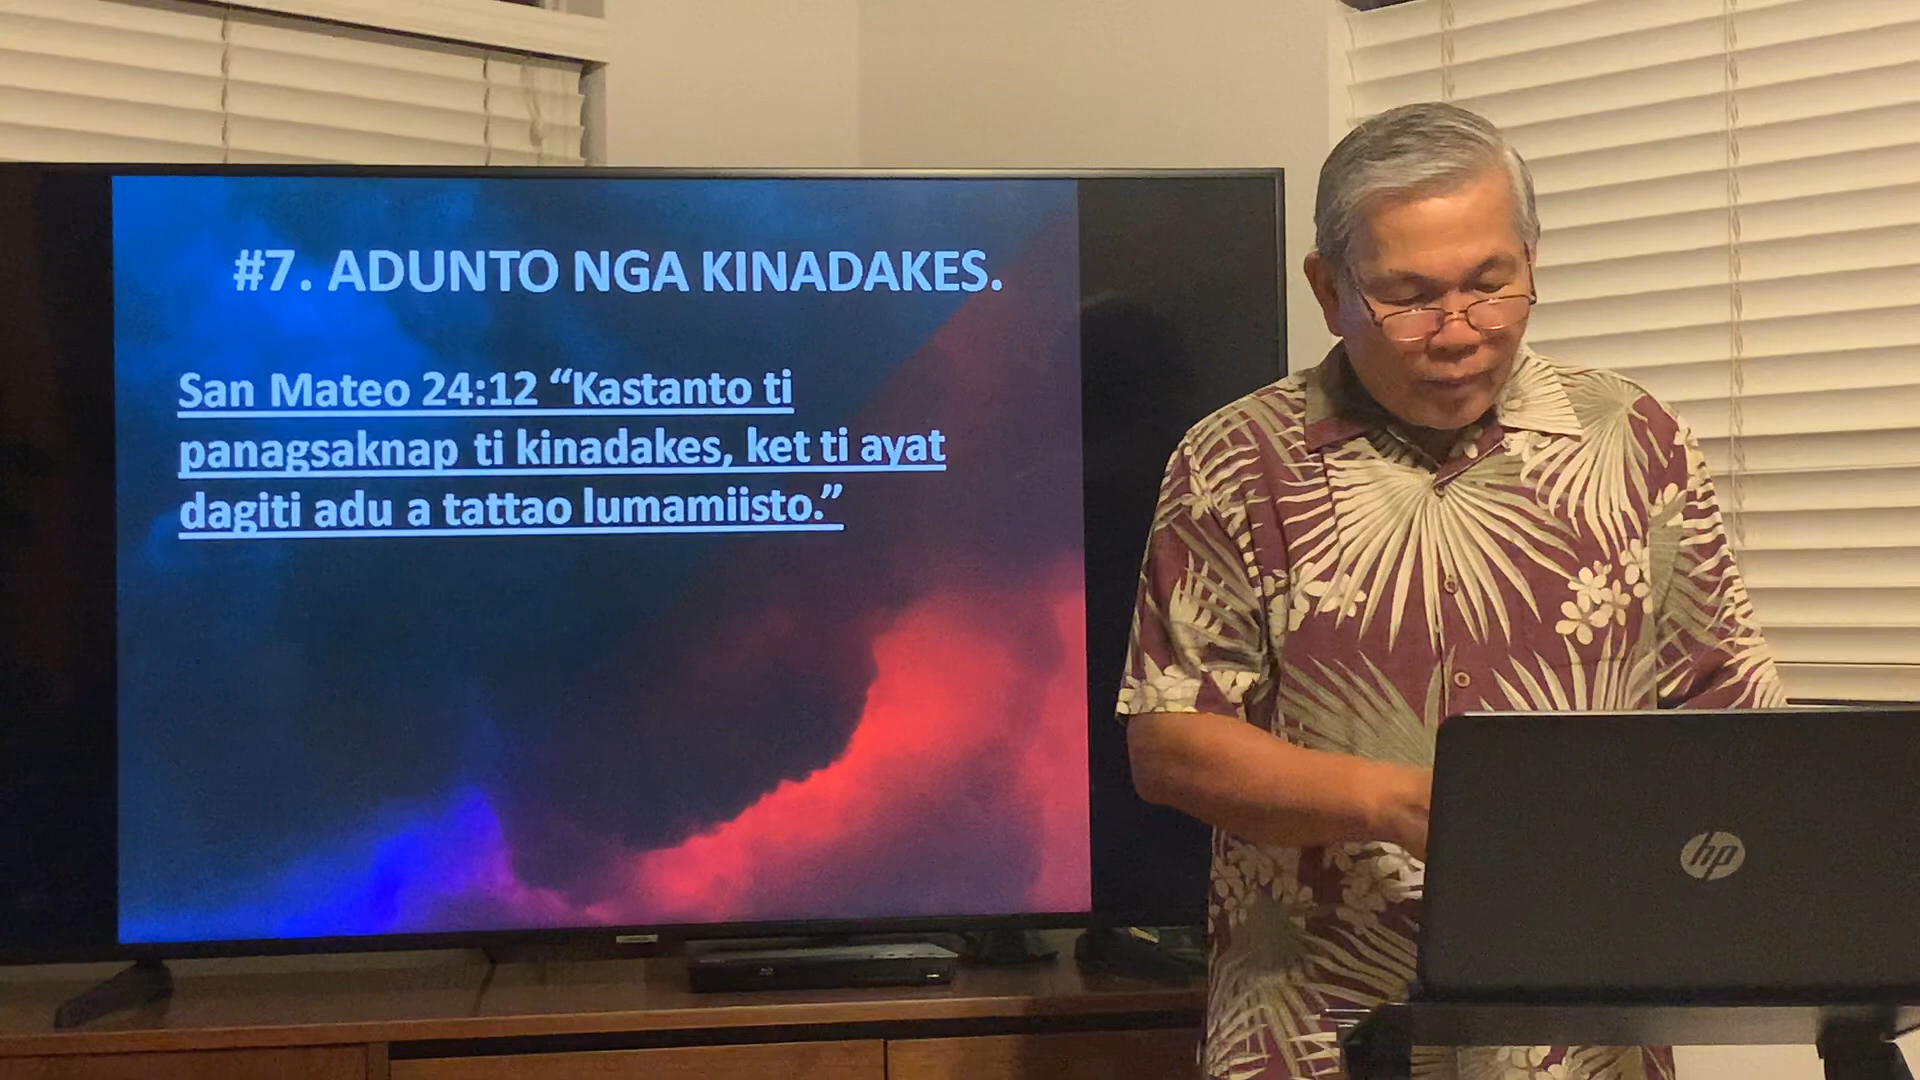 #7. ADUNTO NGA KINADAKES.
San Mateo 24:12 “Kastanto ti
panagsaknap ti kinadakes, ket ti ayat
dagiti adu a tattao lumamiisto.”
hp